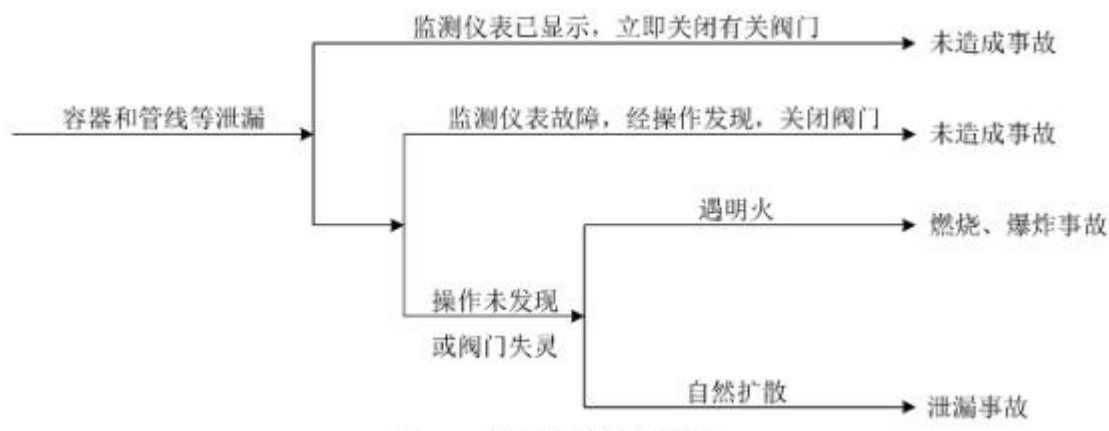 监测仪表已显示，立即关闭有关阀门
未造成事故
容器和管线等泄漏
监测仪表故障，经操作发现，关闭阀门
未造成事故
遇明火
燃烧、爆炸事故
操作未发现
或阀门失灵
自然扩散
泄漏事故